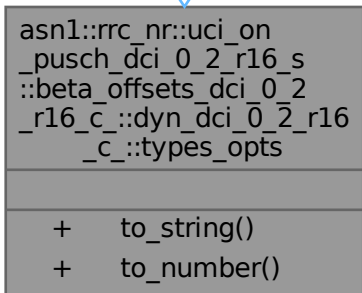 asn1::rrc_nr::uci_on
_pusch_dci_0_2_r16_s
::beta_offsets_dci_0_2
_r16_c_::dyn_dci_0_2_r16
_c_::types_opts
+ to_string()
+ to_number()